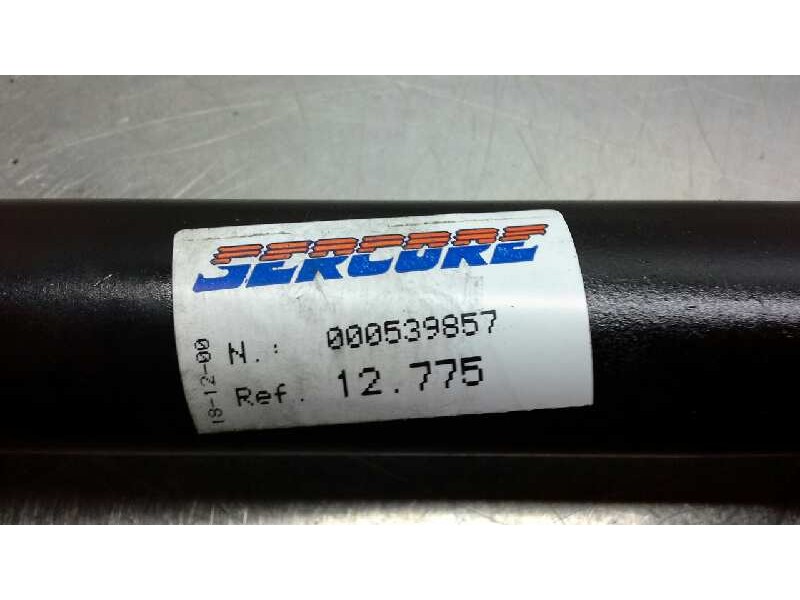 SERCORE
N.: 000539857
Ref. 12.775
18-12-00